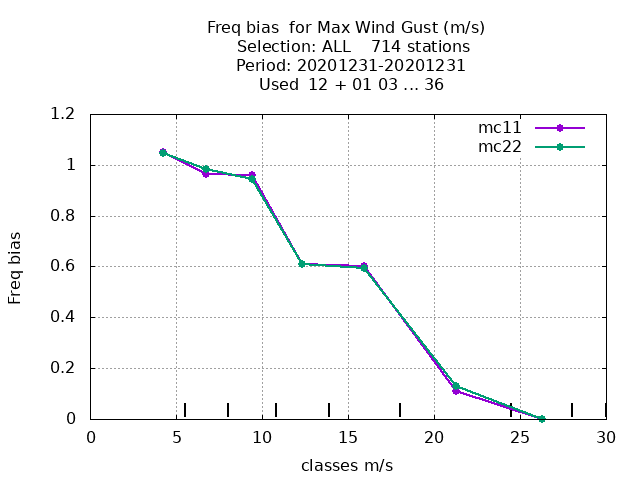 Freq bias  for Max Wind Gust (m/s)
Selection: ALL    714 stations
Period: 20201231-20201231
Used  12 + 01 03 ... 36
mc11
mc22
1.2
1
0.8
0.6
0.4
0.2
0
Freq bias
0 5 10 15 20 25 30
classes m/s